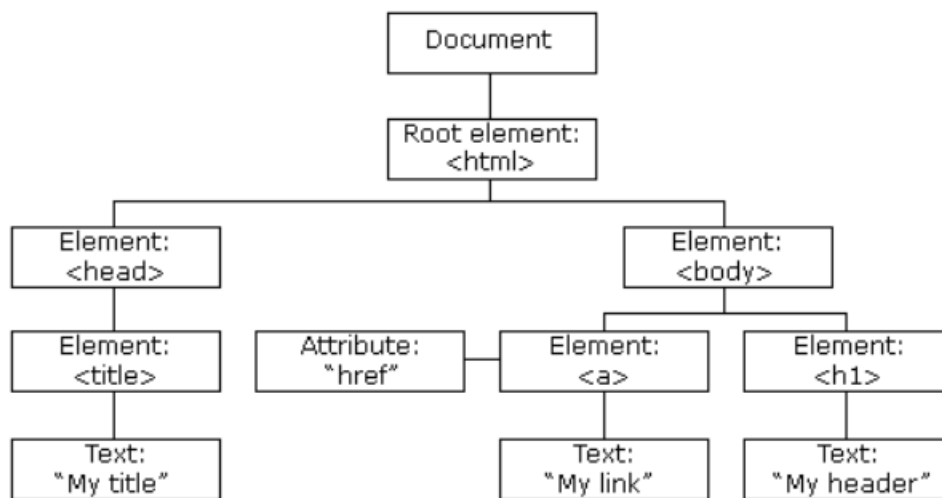 Document
Root element:
<html>
Element:
<head>
Element:
<body>
Element:
<title>
Attribute:
"href"
Element:
<a>
Element:
<h1>
Text:
"My title"
Text:
"My link"
Text:
"My header"